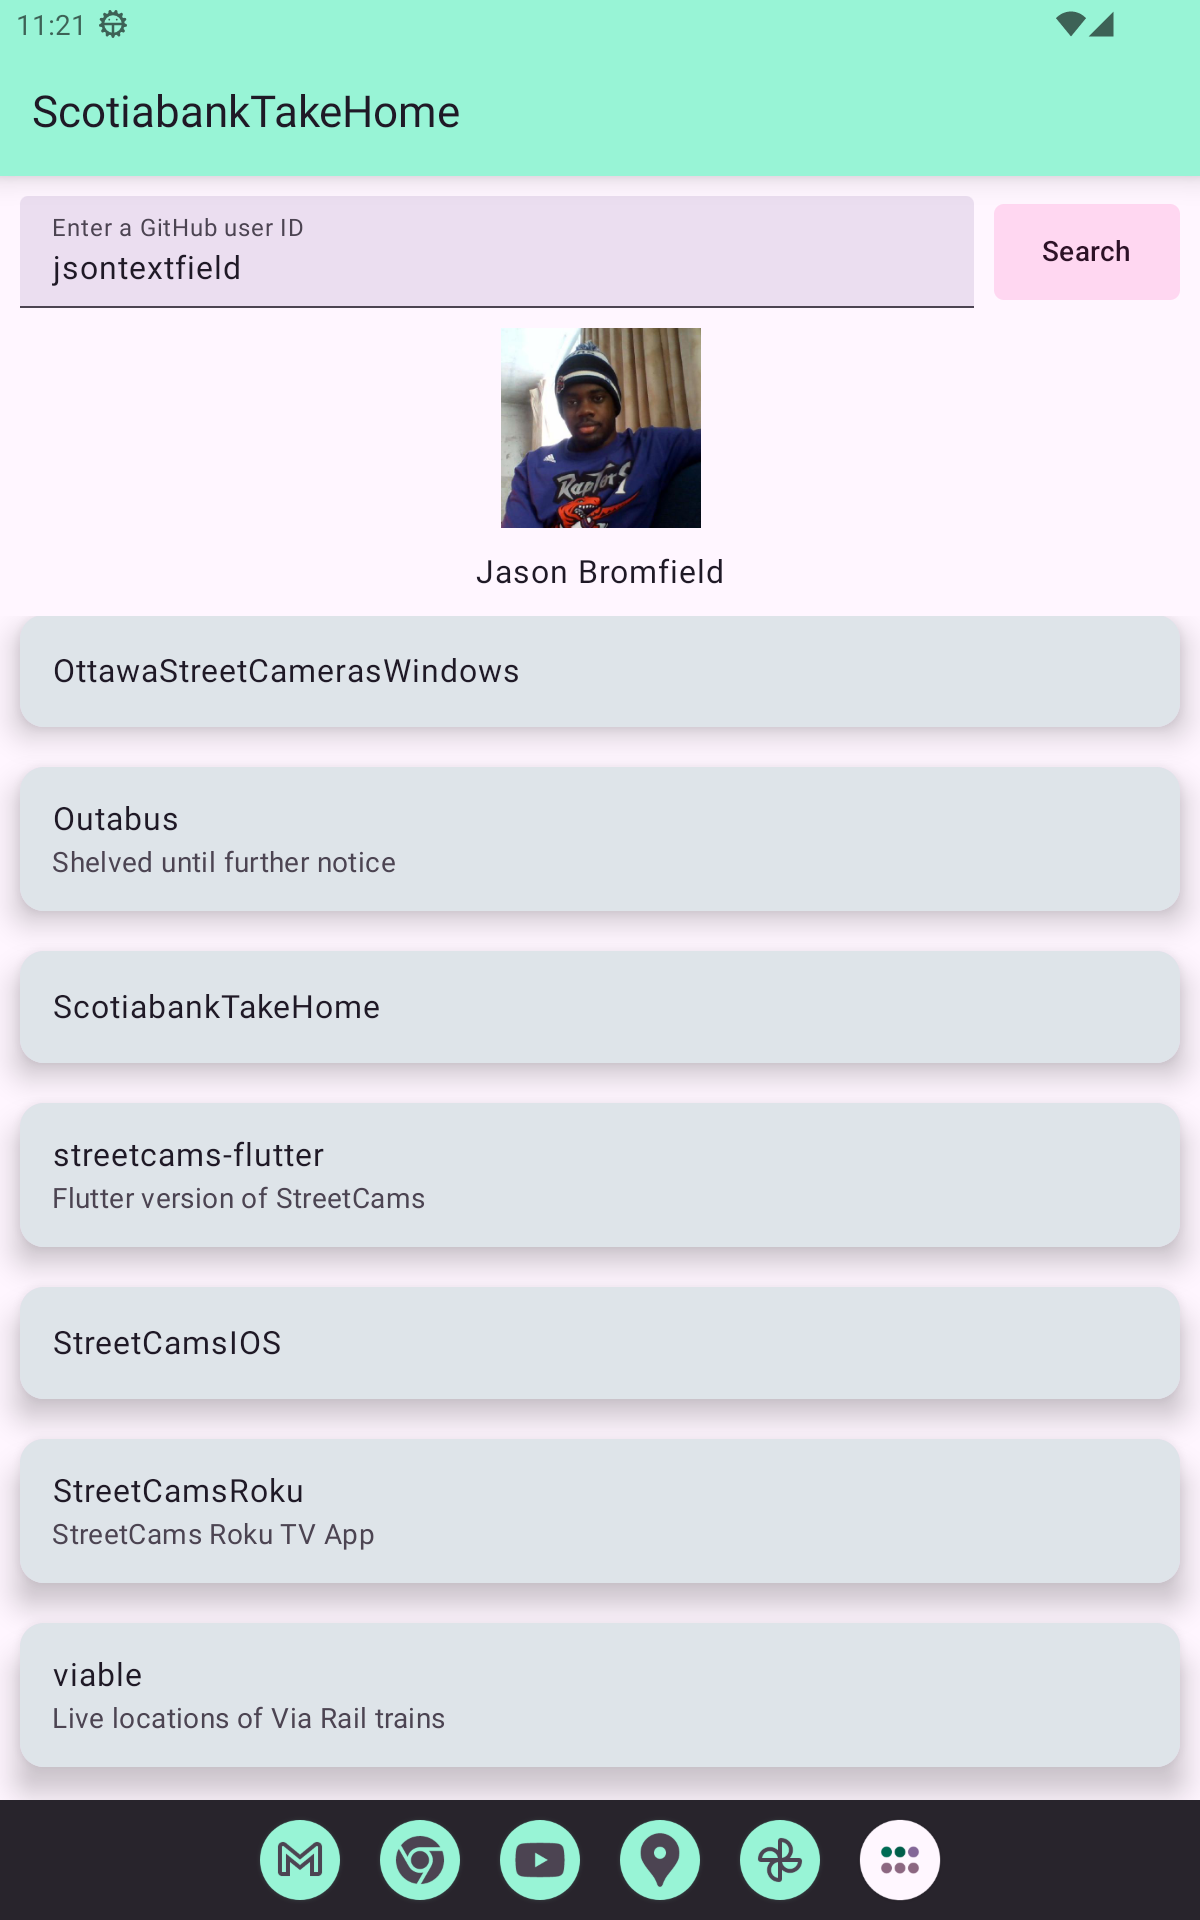 11:21
ScotiabankTakeHome
Enter a GitHub user ID
jsontextfield
Search
Raptors
Jason Bromfield
OttawaStreetCamerasWindows
Outabus
Shelved until further notice
ScotiabankTakeHome
streetcams-flutter
Flutter version of StreetCams
StreetCamsIOS
StreetCamsRoku
StreetCams Roku TV App
viable
Live locations of Via Rail trains